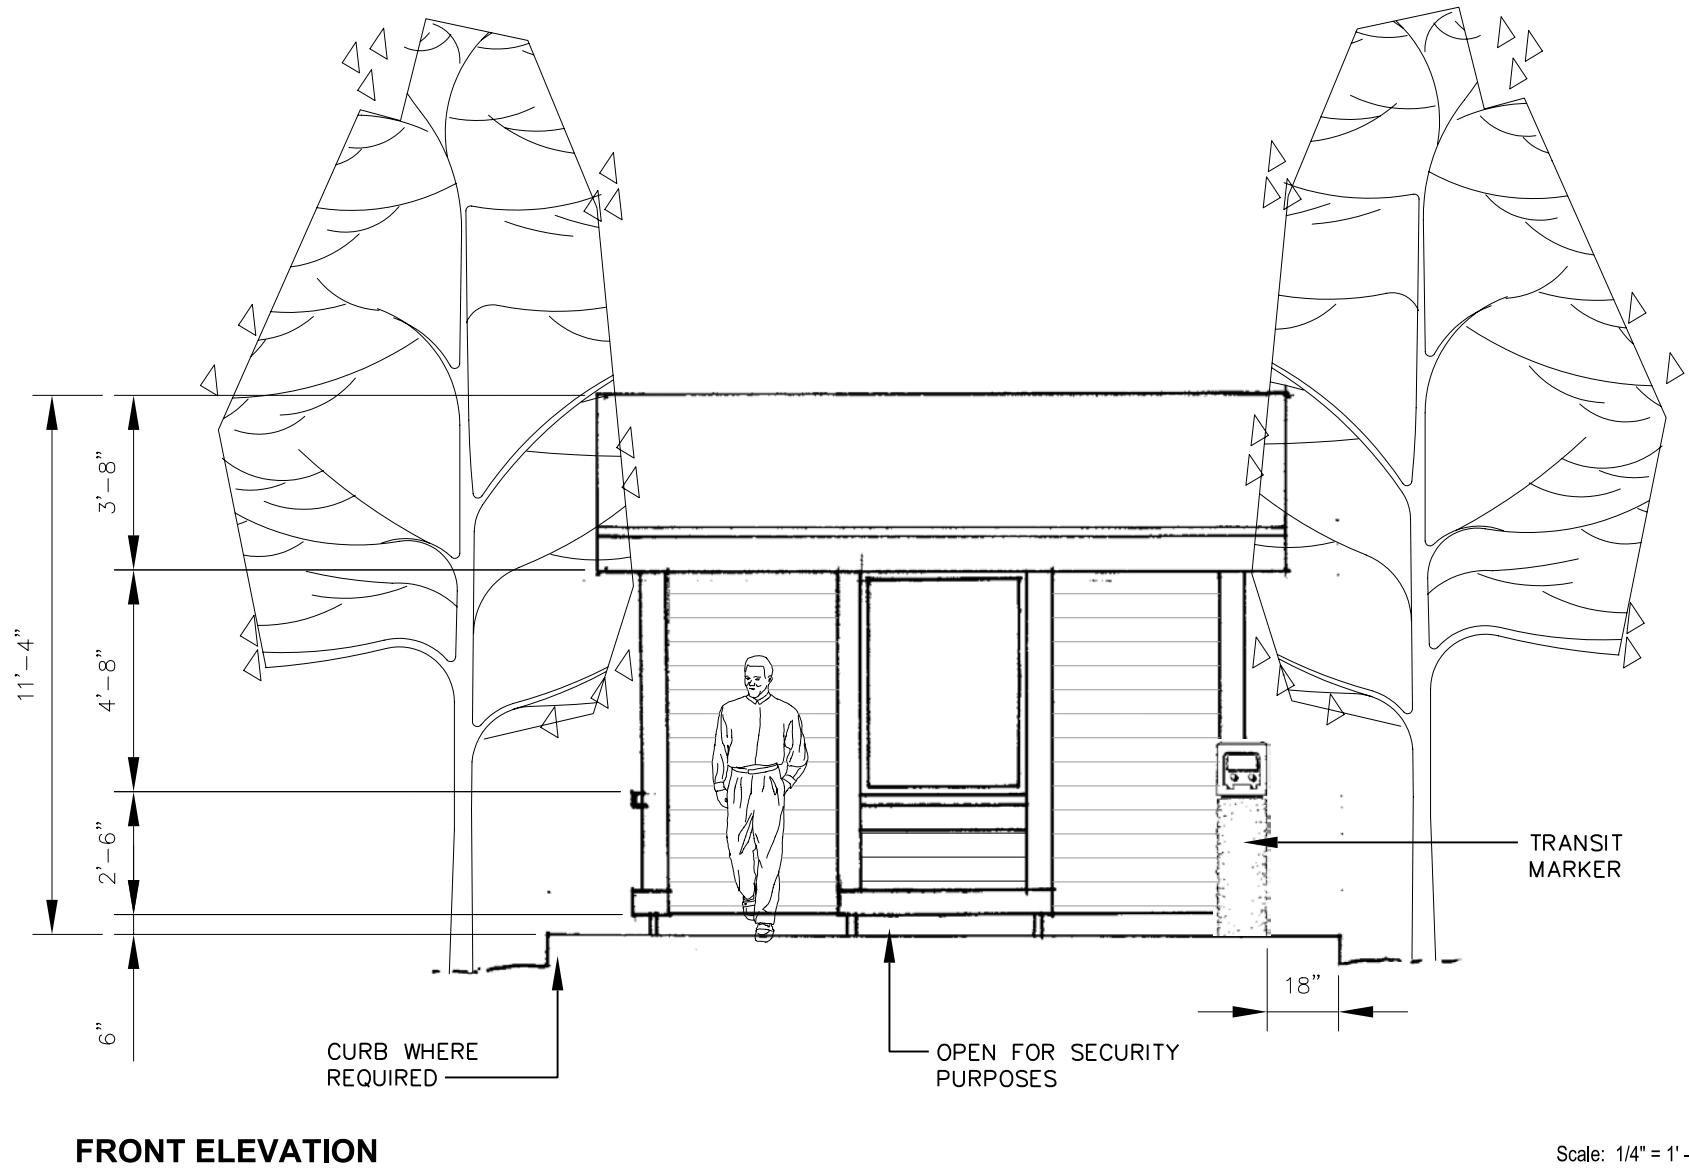 3'-8"
11'-4"
4'-8"
2'-6"
6"
18"
TRANSIT
MARKER
CURB WHERE
REQUIRED
OPEN FOR SECURITY
PURPOSES
FRONT ELEVATION
Scale: 1/4" = 1' -